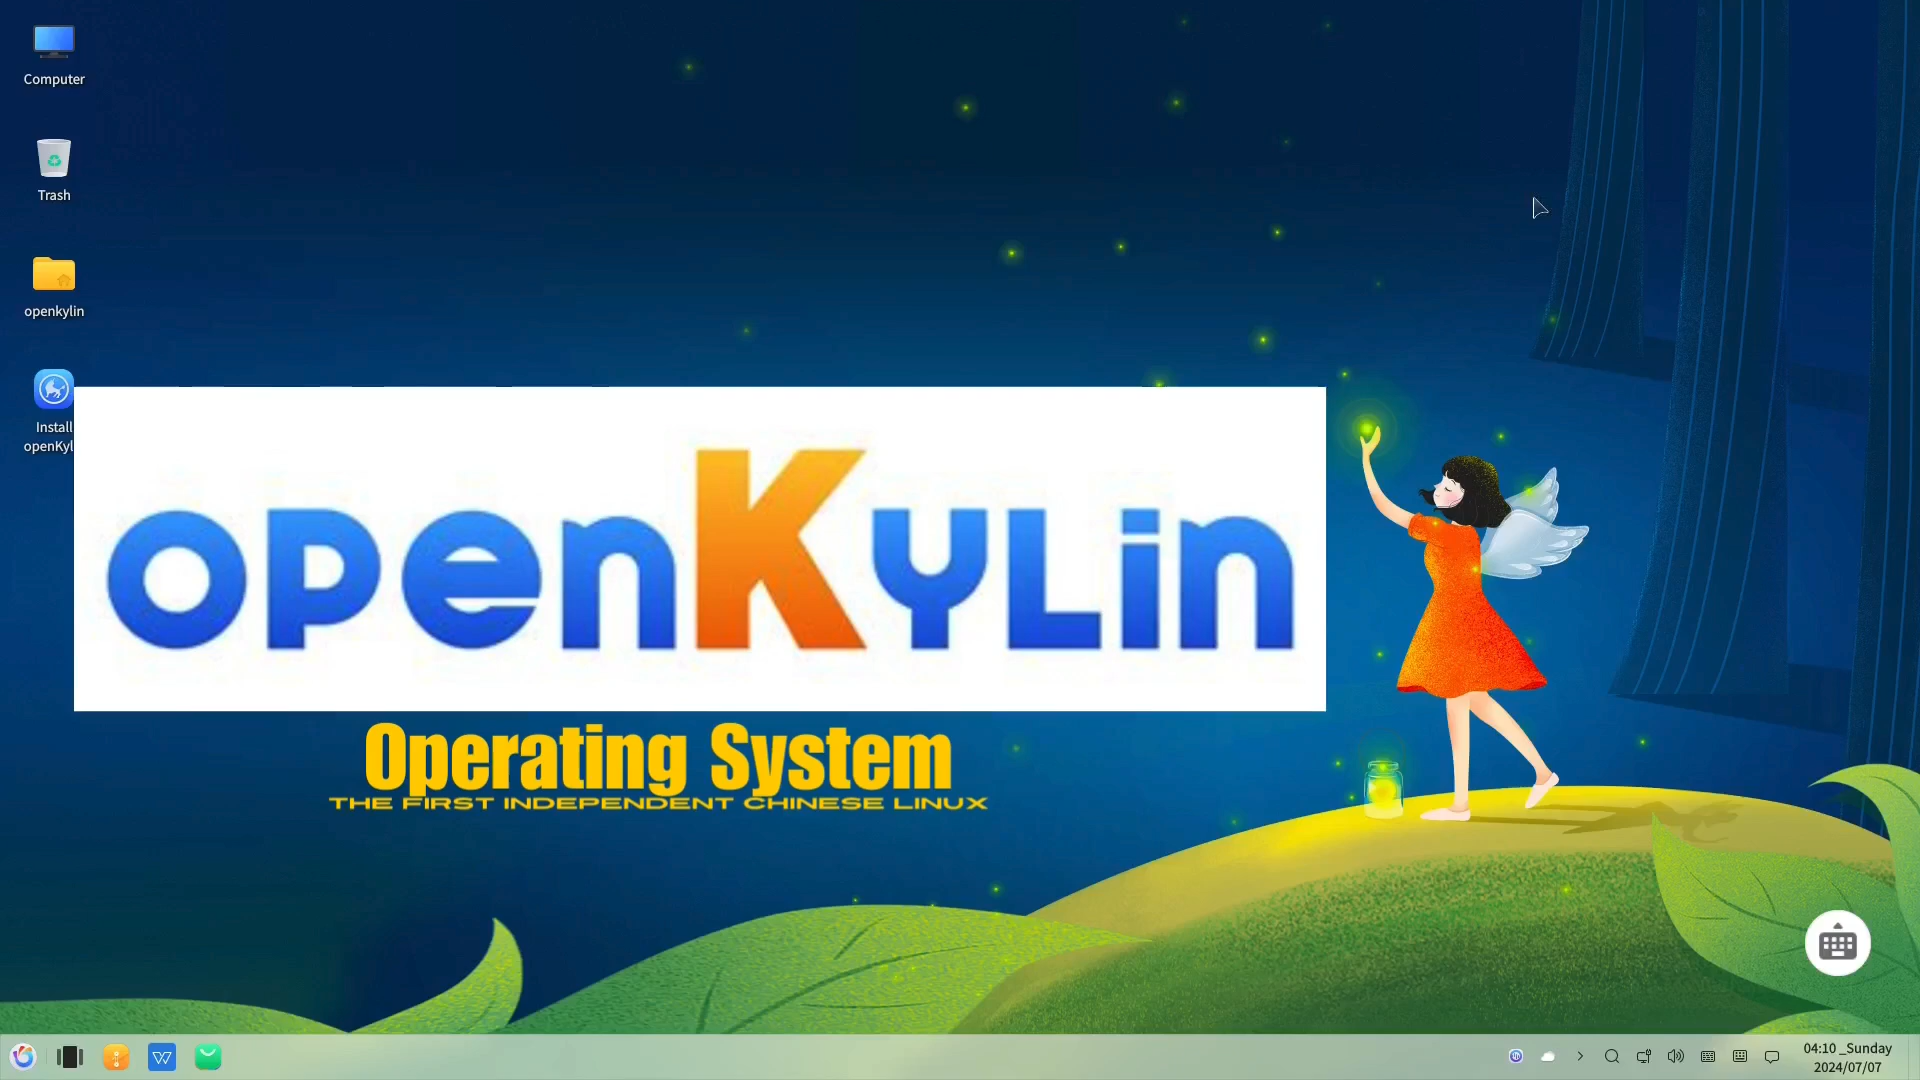 Computer
Trash
openkylin
Install
openKyl
openKylin
Operating System
THE FIRST INDEPENDENT CHINESE LINUX
04:10 _Sunday
2024/07/07